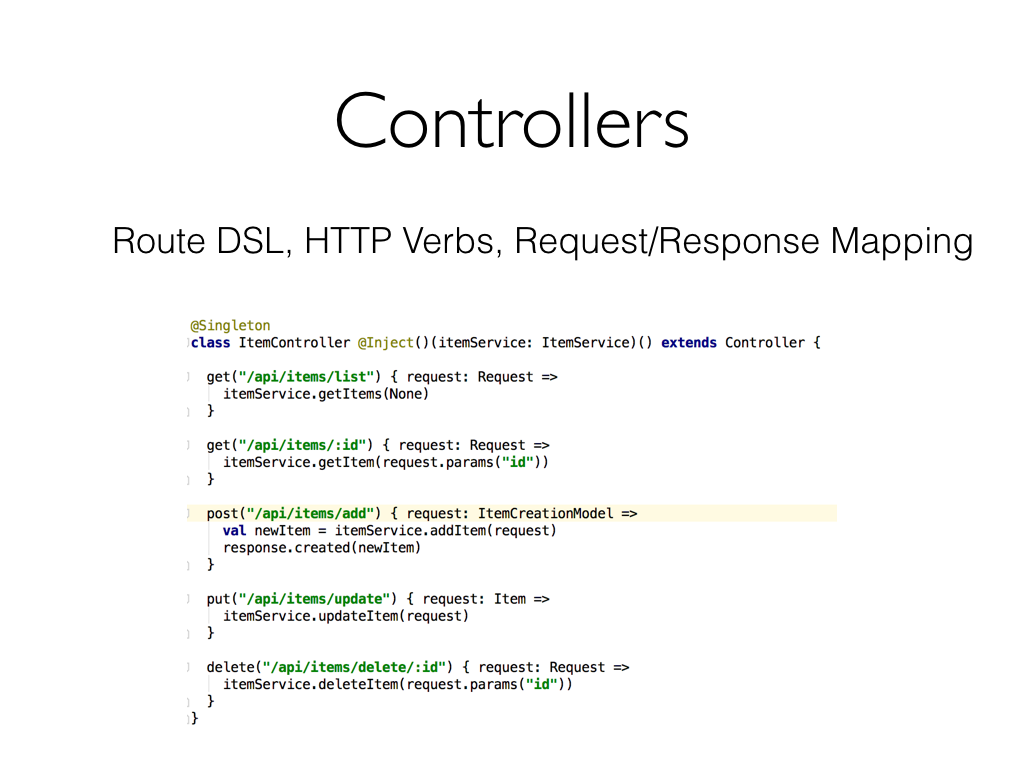 Controllers
Route DSL, HTTP Verbs, Request/Response Mapping
@Singleton
class ItemController @Inject()(itemService: ItemService)() extends Controller {
get("/api/items/list") { request: Request =>
itemService.getItems(None)
}
get("/api/items/:id") { request: Request =>
itemService.getItem(request.params("id"))
}
post("/api/items/add") { request: ItemCreationModel =>
val newItem = itemService.addItem(request)
response.created(newItem)
}
put("/api/items/update") { request: Item =>
itemService.updateItem(request)
}
delete("/api/items/delete/:id") { request: Request =>
itemService.deleteItem(request.params("id"))
}
}